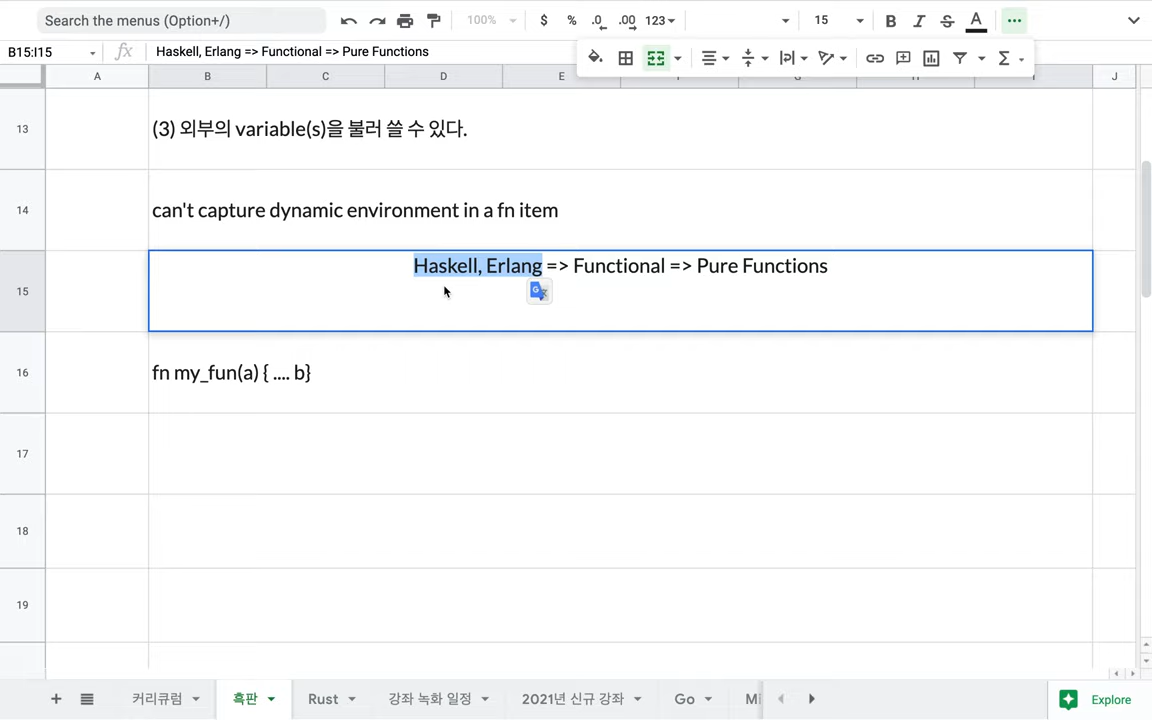 Search the menus (Option+/)
100%
$ % .0 .00 123
15
B I S A
B15:I15
fx
Haskell, Erlang => Functional => Pure Functions
A B C D E J
13
(3) 외부의 variable(s)을 불러 쓸 수 있다.
14
can't capture dynamic environment in a fn item
15
Haskell, Erlang => Functional => Pure Functions
16
fn my_fun(a) { .... b}
17
18
19
커리큘럼
흑판
Rust
강좌 녹화 일정
2021년 신규 강좌
Go
Mi
Explore